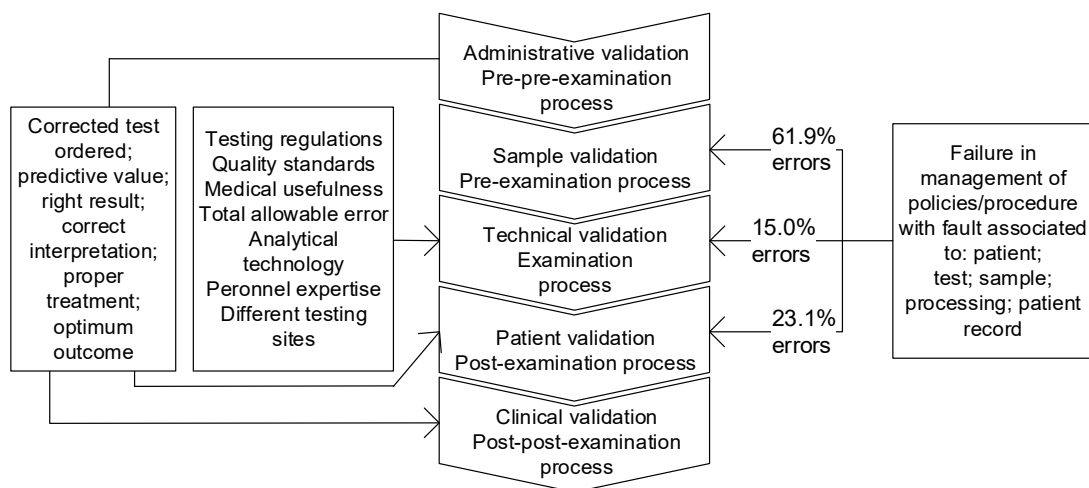 Administrative validation
Pre-pre-examination
process
Corrected test
ordered;
predictive value;
right result;
correct
interpretation;
proper
treatment;
optimum
outcome
Testing regulations
Quality standards
Medical usefulness
Total allowable error
Analytical
technology
Peronnel expertise
Different testing
sites
Sample validation
Pre-examination process
Technical validation
Examination
process
Patient validation
Post-examination process
Clinical validation
Post-post-examination
process
61.9%
errors
15.0%
errors
23.1%
errors
Failure in
management of
policies/procedure
with fault associated
to: patient;
test; sample;
processing; patient
record